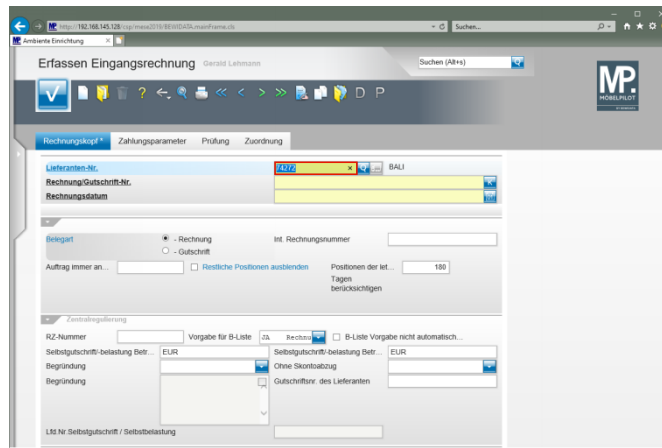 http://192.168.145.128/csp/mese2019/BEWIDATA.mainFrame.cls
Suchen...
Ambiente Einrichtung
Erfassen Eingangsrechnung Gerald Lehmann
Suchen (Alt+s)
MP.
MÖBELPILOT
D P
Rechnungskopf * Zahlungsparameter Prüfung Zuordnung
Lieferanten-Nr. 74272 BALI
Rechnung/Gutschrift-Nr.
Rechnungsdatum
Belegart - Rechnung Int. Rechnungsnummer
- Gutschrift
Auftrag immer an... Restliche Positionen ausblenden Positionen der let... 180
Tagen
berücksichtigen
Zentralregulierung
RZ-Nummer Vorgabe für B-Liste JA Rechnu B-Liste Vorgabe nicht automatisch...
Selbstgutschrift/-belastung Betr... EUR Selbstgutschrift/-belastung Betr... EUR
Begründung Ohne Skontoabzug
Begründung Gutschriftsnr. des Lieferanten
Lfd.Nr.Selbstgutschrift / Selbstbelastung